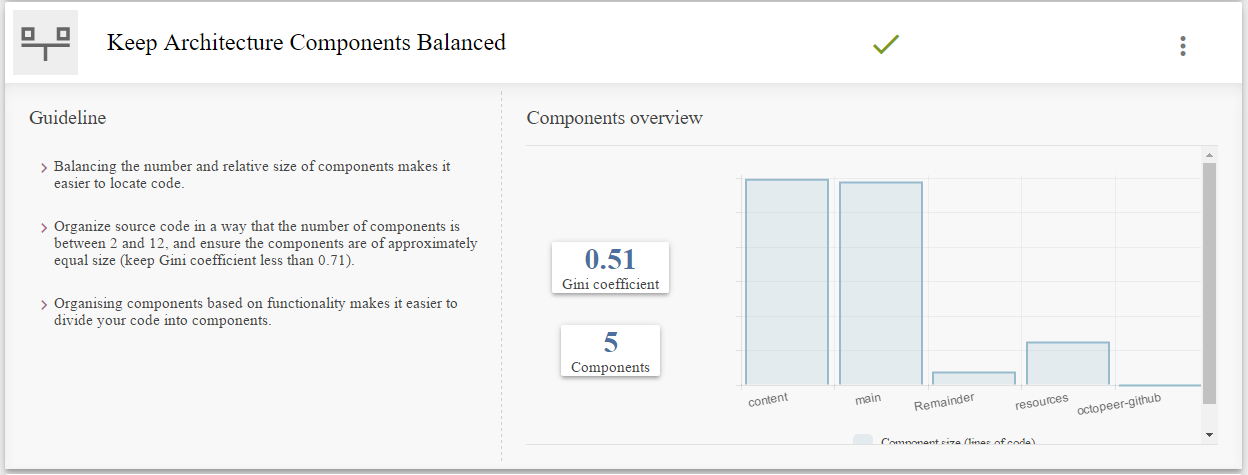 Keep Architecture Components Balanced
Guideline
Balancing the number and relative size of components makes it
easier to locate code.
Organize source code in a way that the number of components is
between 2 and 12, and ensure the components are of approximately
equal size (keep Gini coefficient less than 0.71).
Organising components based on functionality makes it easier to
divide your code into components.
Components overview
0.51
Gini coefficient
5
Components
content
main
Remainder
resources
octopeer-github
Component size (lines of code)